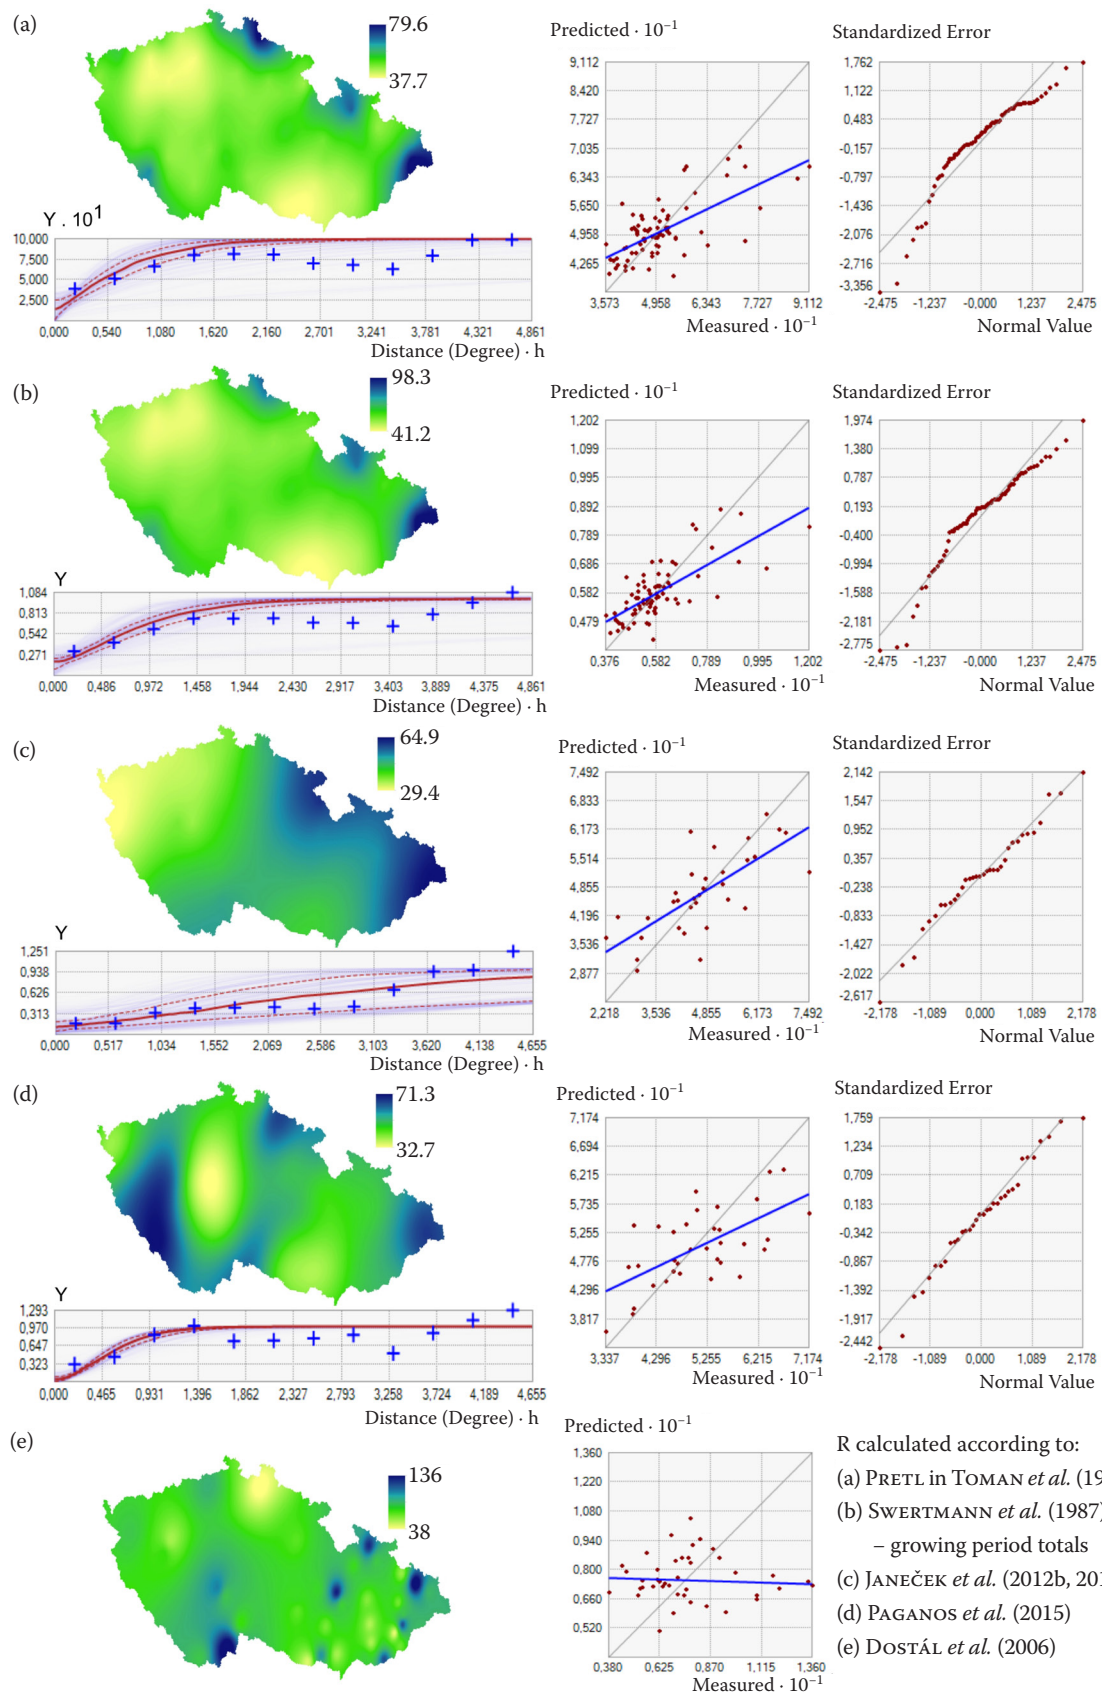 (a)
79.6
37.7
Y . 10¹
10,000
7,500
5,000
2,500
0,000 0,540 1,080 1,620 2,160 2,701 3,241 3,781 4,321 4,861
Distance (Degree) · h
Predicted · 10⁻¹
9,112
8,420
7,727
7,035
6,343
5,650
4,958
4,265
3,573 4,958 6,343 7,727 9,112
Measured · 10⁻¹
Standardized Error
1,762
1,122
0,483
-0,157
-0,797
-1,436
-2,076
-2,716
-3,356
-2,475 -1,237 -0,000 1,237 2,475
Normal Value
(b)
98.3
41.2
Y
1,084
0,813
0,542
0,271
0,000 0,486 0,972 1,458 1,944 2,430 2,917 3,403 3,889 4,375 4,861
Distance (Degree) · h
Predicted · 10⁻¹
1,202
1,099
0,995
0,892
0,789
0,686
0,582
0,479
0,376 0,582 0,789 0,995 1,202
Measured · 10⁻¹
Standardized Error
1,974
1,380
0,787
0,193
-0,400
-0,994
-1,588
-2,181
-2,775
-2,475 -1,237 -0,000 1,237 2,475
Normal Value
(c)
64.9
29.4
Y
1,251
0,938
0,626
0,313
0,000 0,517 1,034 1,552 2,069 2,586 3,103 3,620 4,138 4,655
Distance (Degree) · h
Predicted · 10⁻¹
7,492
6,833
6,173
5,514
4,855
4,196
3,536
2,877
2,218 3,536 4,855 6,173 7,492
Measured · 10⁻¹
Standardized Error
2,142
1,547
0,952
0,357
-0,238
-0,833
-1,427
-2,022
-2,617
-2,178 -1,089 0,000 1,089 2,178
Normal Value
(d)
71.3
32.7
Y
1,293
0,970
0,647
0,323
0,000 0,465 0,931 1,396 1,862 2,327 2,793 3,258 3,724 4,189 4,655
Distance (Degree) · h
Predicted · 10⁻¹
7,174
6,694
6,215
5,735
5,255
4,776
4,296
3,817
3,337 4,296 5,255 6,215 7,174
Measured · 10⁻¹
Standardized Error
1,759
1,234
0,709
0,183
-0,342
-0,867
-1,392
-1,917
-2,442
-2,178 -1,089 0,000 1,089 2,178
Normal Value
(e)
136
38
Predicted · 10⁻¹
1,360
1,220
1,080
0,940
0,800
0,660
0,520
0,380 0,625 0,870 1,115 1,360
Measured · 10⁻¹
R calculated according to:
(a) PRETL in TOMAN et al. (19
(b) SWERTMANN et al. (1987)
– growing period totals
(c) JANEČEK et al. (2012b, 201
(d) PAGANOS et al. (2015)
(e) DOSTÁL et al. (2006)